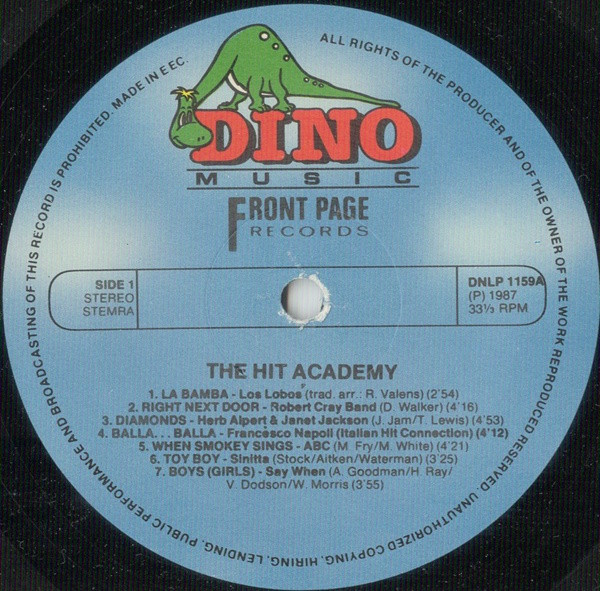 ALL RIGHTS OF THE PRODUCER AND OF THE OWNER OF THE WORK REPRODUCED RESERVED. UNAUTHORIZED COPYING, HIRING, LENDING, PUBLIC PERFORMANCE AND BROADCASTING OF THIS RECORD IS PROHIBITED. MADE IN EEC.
DINO
MUSIC
FRONT PAGE
RECORDS
SIDE 1
STEREO
STEMRA
DNLP 1159A
(P) 1987
33⅓ RPM
THE HIT ACADEMY
1. LA BAMBA - Los Lobos (trad. arr.: R. Valens) (2'54)
2. RIGHT NEXT DOOR - Robert Cray Band (D. Walker) (4'16)
3. DIAMONDS - Herb Alpert & Janet Jackson (J. Jam/T. Lewis) (4'53)
4. BALLA... BALLA - Francesco Napoli (Italian Hit Connection) (4'12)
5. WHEN SMOKEY SINGS - ABC (M. Fry/M. White) (4'21)
6. TOY BOY - Sinitta (Stock/Aitken/Waterman) (3'25)
7. BOYS (GIRLS) - Say When (A. Goodman/H. Ray/
V. Dodson/W. Morris) (3'55)